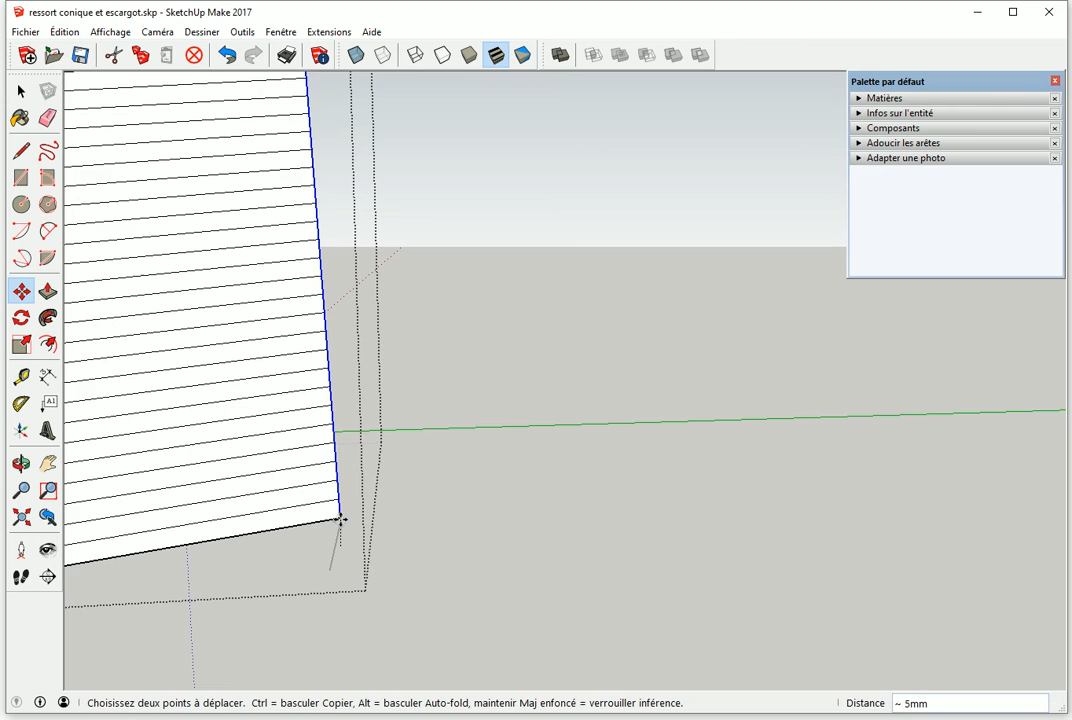 ressort conique et escargot.skp - SketchUp Make 2017
Fichier Édition Affichage Caméra Dessiner Outils Fenêtre Extensions Aide
Palette par défaut
Matières
Infos sur l'entité
Composants
Adoucir les arêtes
Adapter une photo
A1
Choisissez deux points à déplacer. Ctrl = basculer Copier, Alt = basculer Auto-fold, maintenir Maj enfoncé = verrouiller inférence.
Distance ~ 5mm